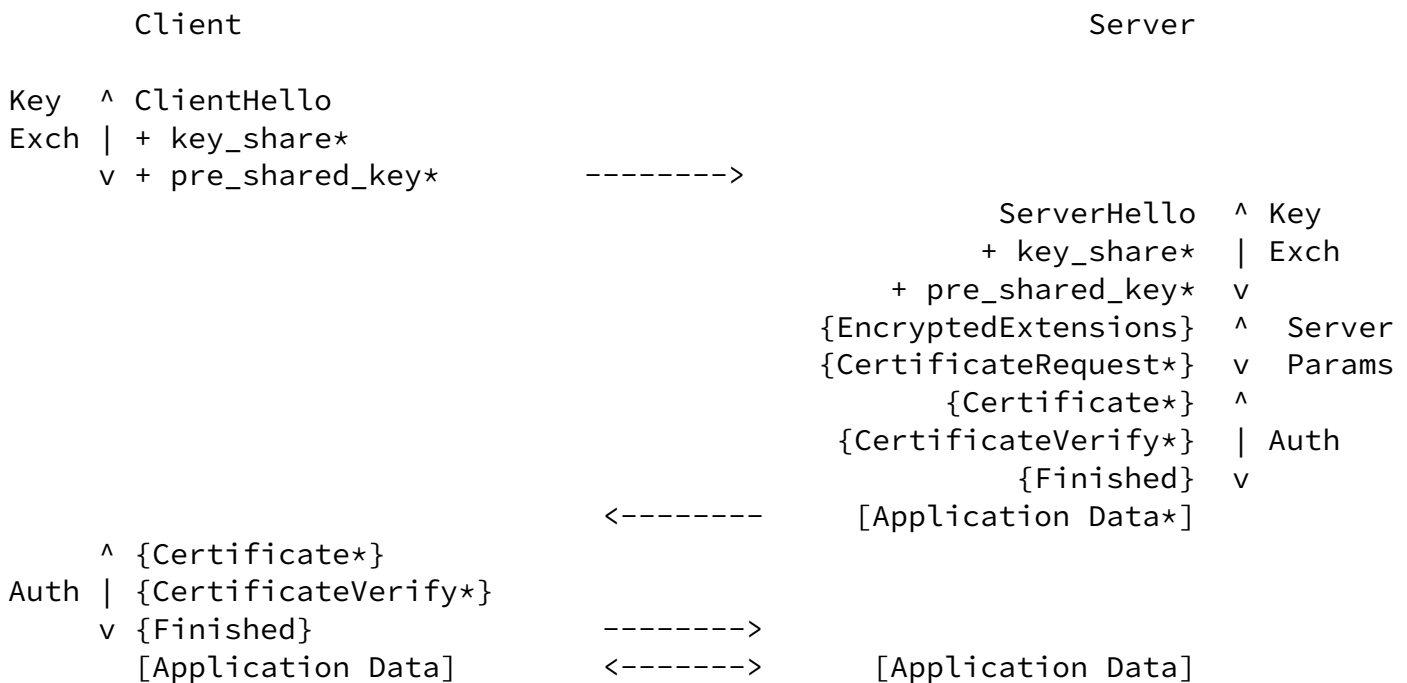 Client                                           Server

Key  ^ ClientHello
Exch | + key_share*
     v + pre_shared_key*       -------->
                                                  ServerHello  ^ Key
                                                 + key_share*  | Exch
                                            + pre_shared_key*  v
                                        {EncryptedExtensions}  ^  Server
                                        {CertificateRequest*}  v  Params
                                               {Certificate*}  ^
                                         {CertificateVerify*}  | Auth
                                                   {Finished}  v
                               <--------  [Application Data*]
     ^ {Certificate*}
Auth | {CertificateVerify*}
     v {Finished}              -------->
       [Application Data]      <------->  [Application Data]